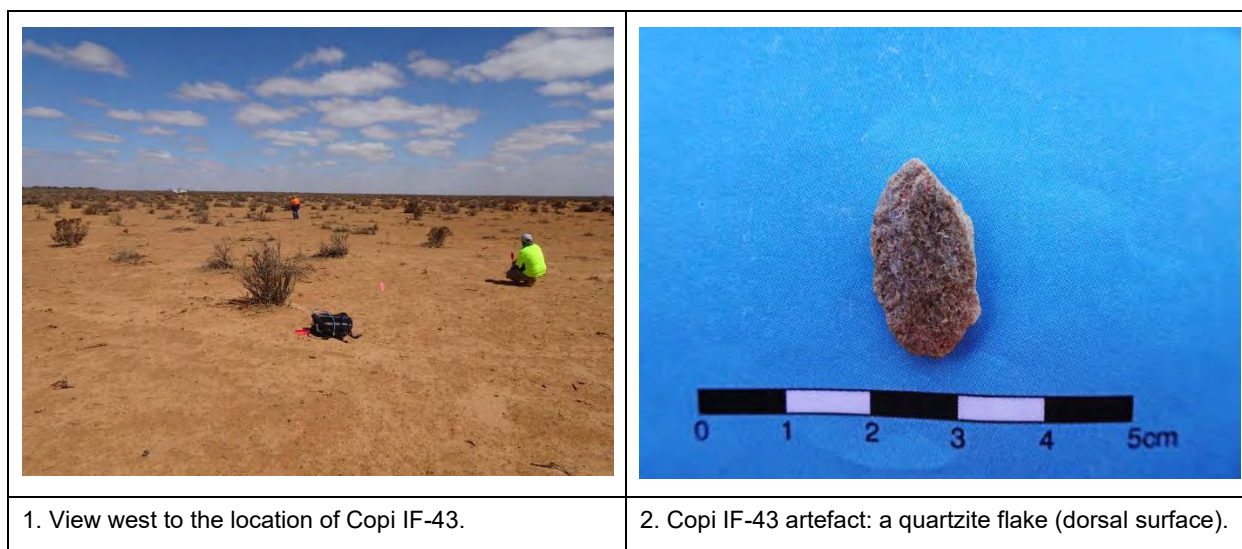 0 1 2 3 4 5cm
1. View west to the location of Copi IF-43.
2. Copi IF-43 artefact: a quartzite flake (dorsal surface).